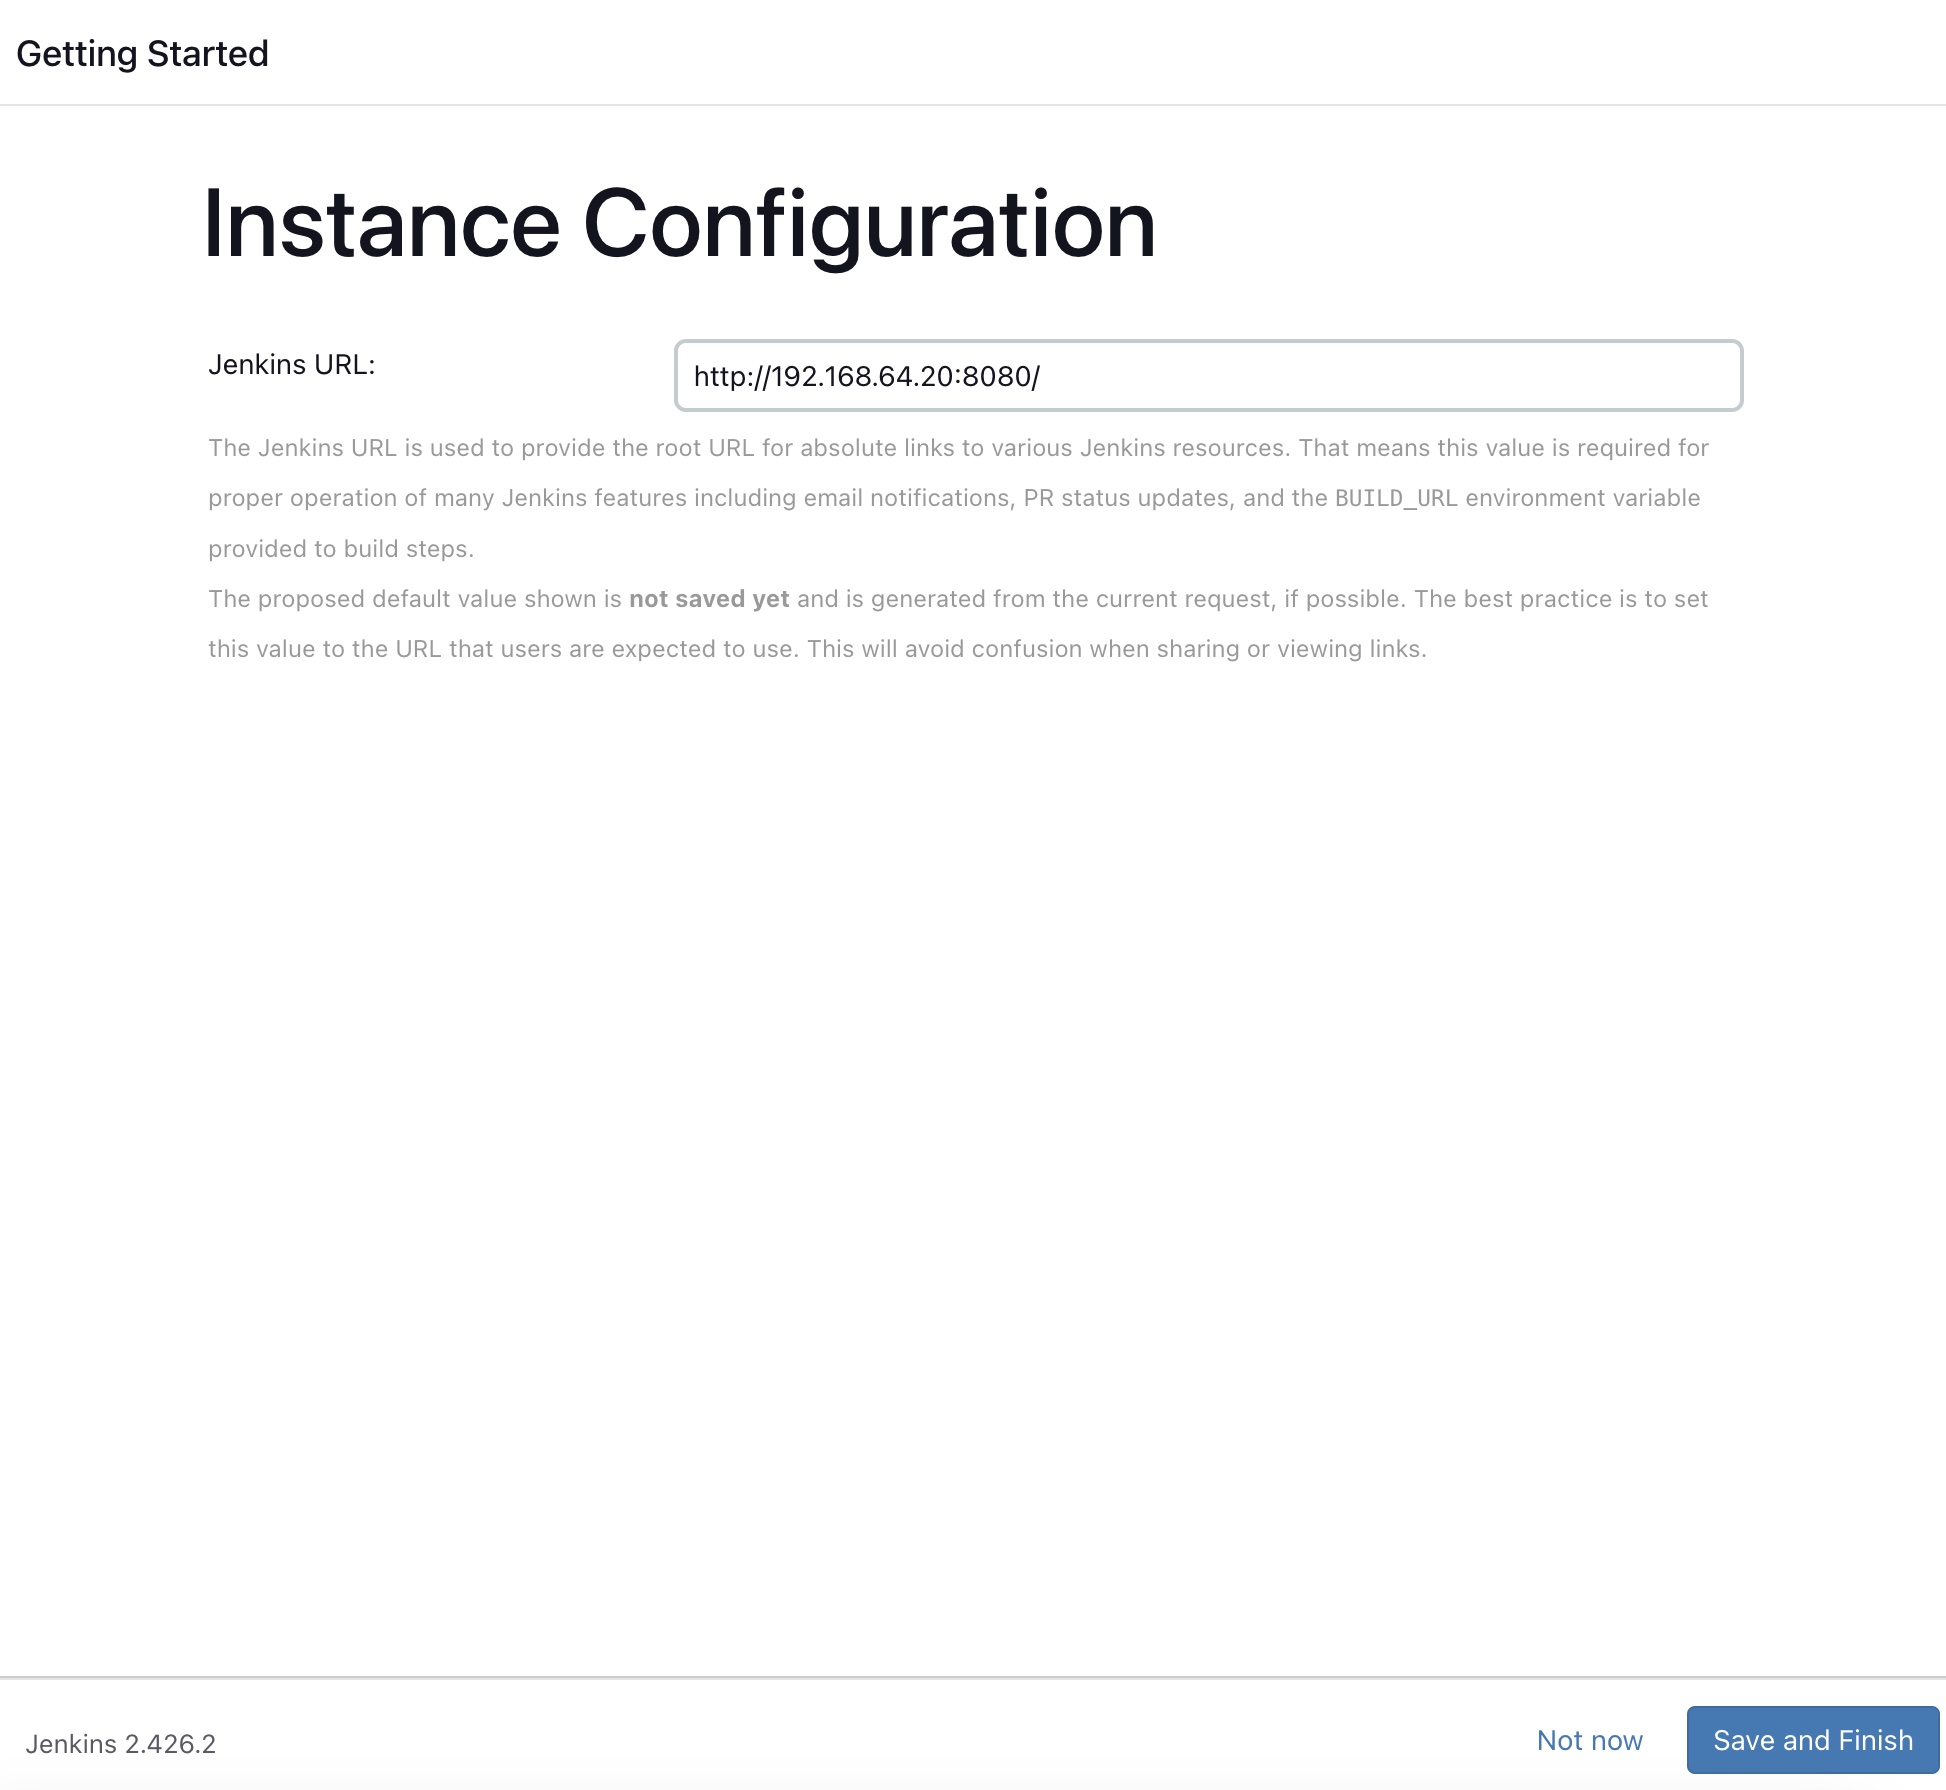 Getting Started
Instance Configuration
Jenkins URL:
http://192.168.64.20:8080/
The Jenkins URL is used to provide the root URL for absolute links to various Jenkins resources. That means this value is required for
proper operation of many Jenkins features including email notifications, PR status updates, and the BUILD_URL environment variable
provided to build steps.
The proposed default value shown is not saved yet and is generated from the current request, if possible. The best practice is to set
this value to the URL that users are expected to use. This will avoid confusion when sharing or viewing links.
Jenkins 2.426.2
Not now
Save and Finish